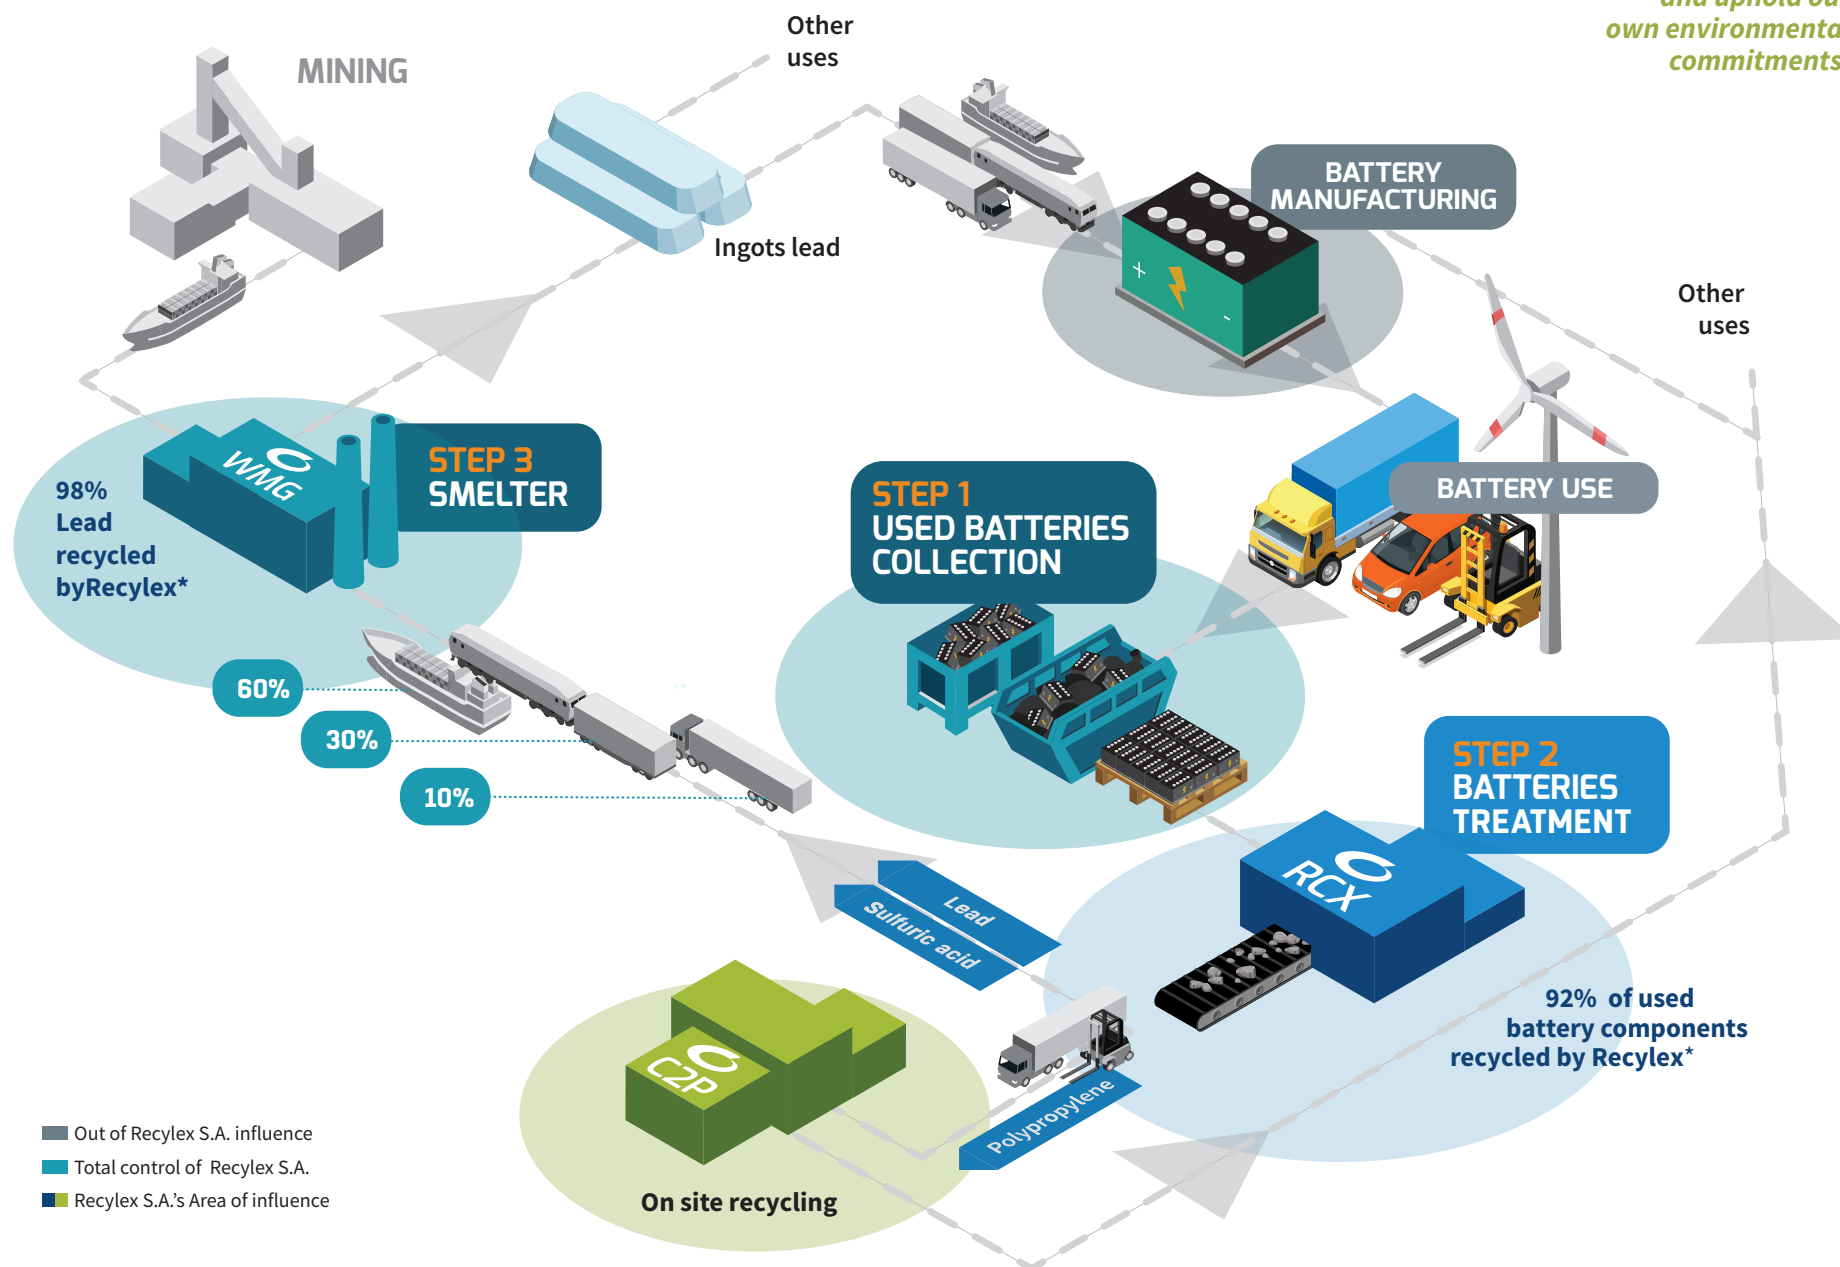 and uphold ou
own environmenta
commitments
Other
uses
MINING
BATTERY
MANUFACTURING
Ingots lead
+
-
Other
uses
STEP 3
SMELTER
WMG
98%
Lead
recycled
byRecylex*
STEP 1
USED BATTERIES
COLLECTION
BATTERY USE
60%
30%
10%
STEP 2
BATTERIES
TREATMENT
RCX
Lead
Sulfuric acid
92% of used
battery components
recycled by Recylex*
C2P
Polypropylene
Out of Recylex S.A. influence
Total control of Recylex S.A.
Recylex S.A.'s Area of influence
On site recycling